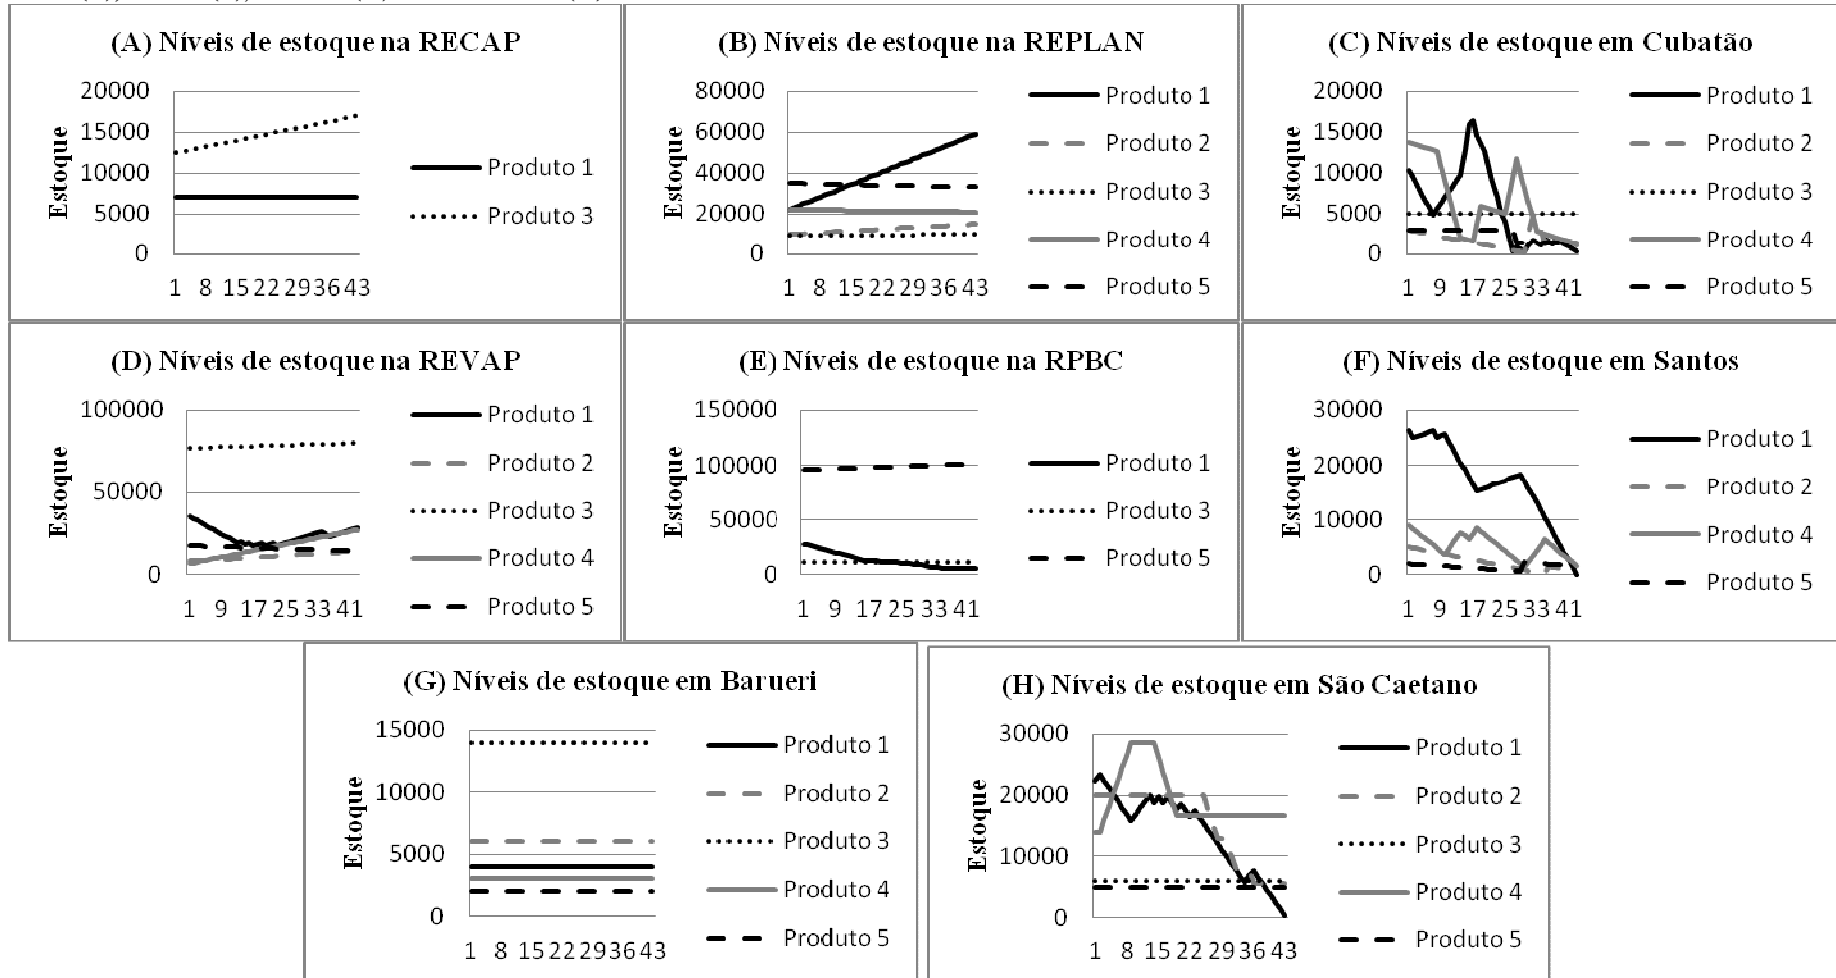 (A) Níveis de estoque na RECAP
20000
15000
10000
5000
0
Estoque
1 8 15 22 29 36 43
Produto 1
Produto 3
(B) Níveis de estoque na REPLAN
80000
60000
40000
20000
0
Estoque
1 8 15 22 29 36 43
Produto 1
Produto 2
Produto 3
Produto 4
Produto 5
(C) Níveis de estoque em Cubatão
20000
15000
10000
5000
0
Estoque
1 9 17 25 33 41
Produto 1
Produto 2
Produto 3
Produto 4
Produto 5
(D) Níveis de estoque na REVAP
100000
50000
0
Estoque
1 9 17 25 33 41
Produto 1
Produto 2
Produto 3
Produto 4
Produto 5
(E) Níveis de estoque na RPBC
150000
100000
50000
0
Estoque
1 9 17 25 33 41
Produto 1
Produto 3
Produto 5
(F) Níveis de estoque em Santos
30000
20000
10000
0
Estoque
1 9 17 25 33 41
Produto 1
Produto 2
Produto 4
Produto 5
(G) Níveis de estoque em Barueri
15000
10000
5000
0
Estoque
1 8 15 22 29 36 43
Produto 1
Produto 2
Produto 3
Produto 4
Produto 5
(H) Níveis de estoque em São Caetano
30000
20000
10000
0
Estoque
1 8 15 22 29 36 43
Produto 1
Produto 2
Produto 3
Produto 4
Produto 5